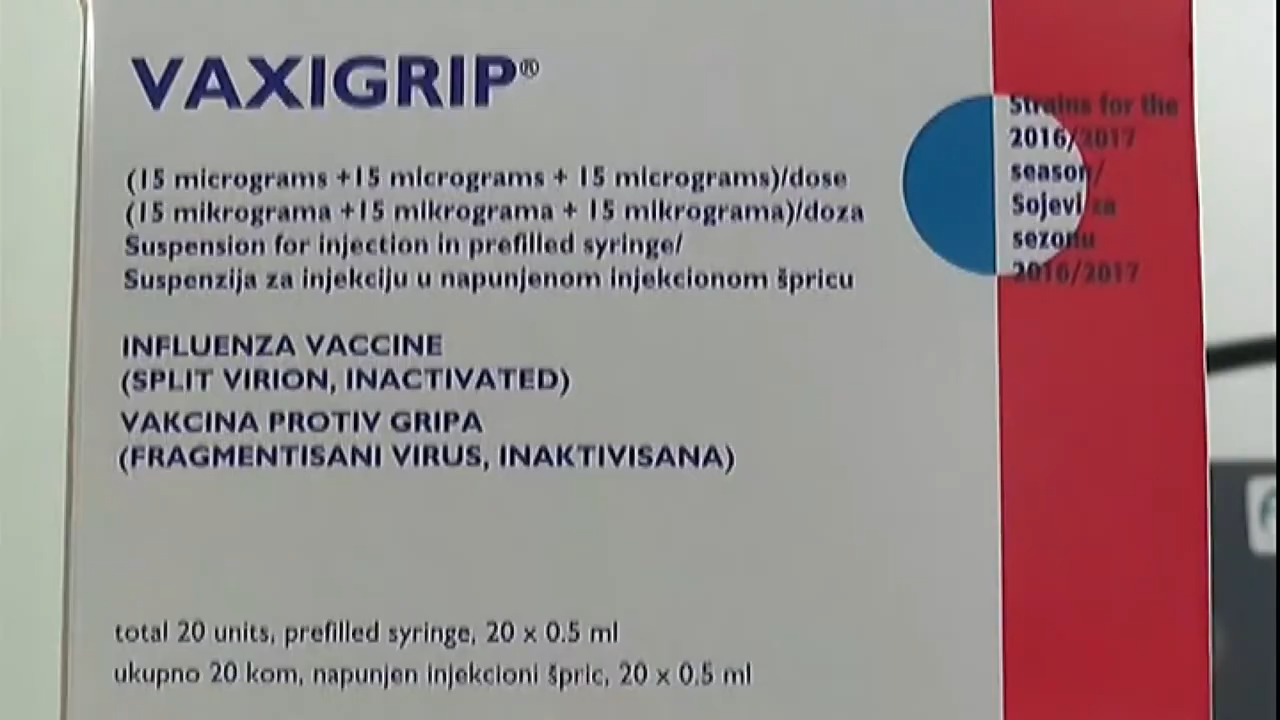 VAXIGRIP®
(15 micrograms +15 micrograms + 15 micrograms)/dose
(15 mikrograma +15 mikrograma + 15 mikrograma)/doza
Suspension for injection in prefilled syringe/
Suspenzija za injekciju u napunjenom injekcionom špricu
INFLUENZA VACCINE
(SPLIT VIRION, INACTIVATED)
VAKCINA PROTIV GRIPA
(FRAGMENTISANI VIRUS, INAKTIVISANA)
total 20 units, prefilled syringe, 20 x 0.5 ml
ukupno 20 kom, napunjen injekcioni špric, 20 x 0.5 ml
Strains for the
2016/2017
season/
Sojevi za
sezonu
2016/2017